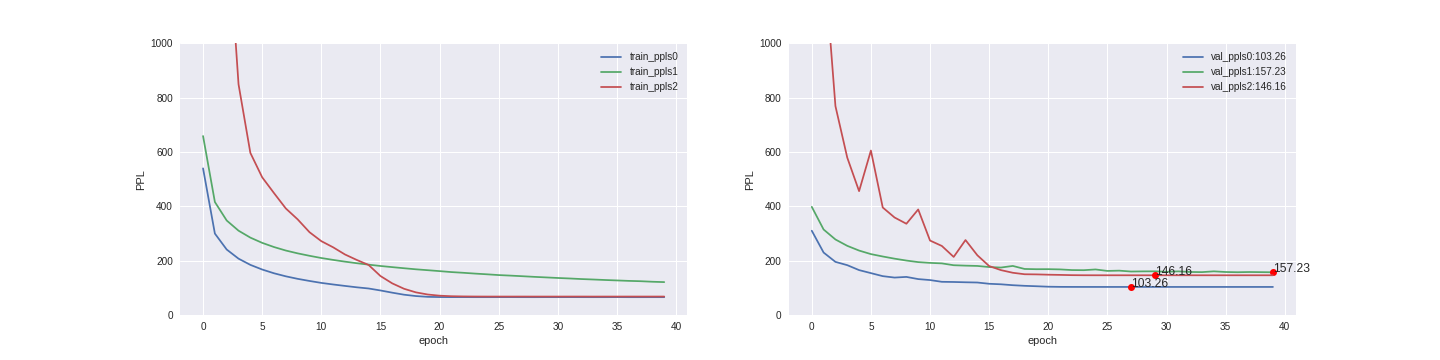 1000
800
600
400
200
0
PPL
0 5 10 15 20 25 30 35 40
epoch
train_ppls0
train_ppls1
train_ppls2
1000
800
600
400
200
0
PPL
0 5 10 15 20 25 30 35 40
epoch
val_ppls0:103.26
val_ppls1:157.23
val_ppls2:146.16
146.16
157.23
103.26